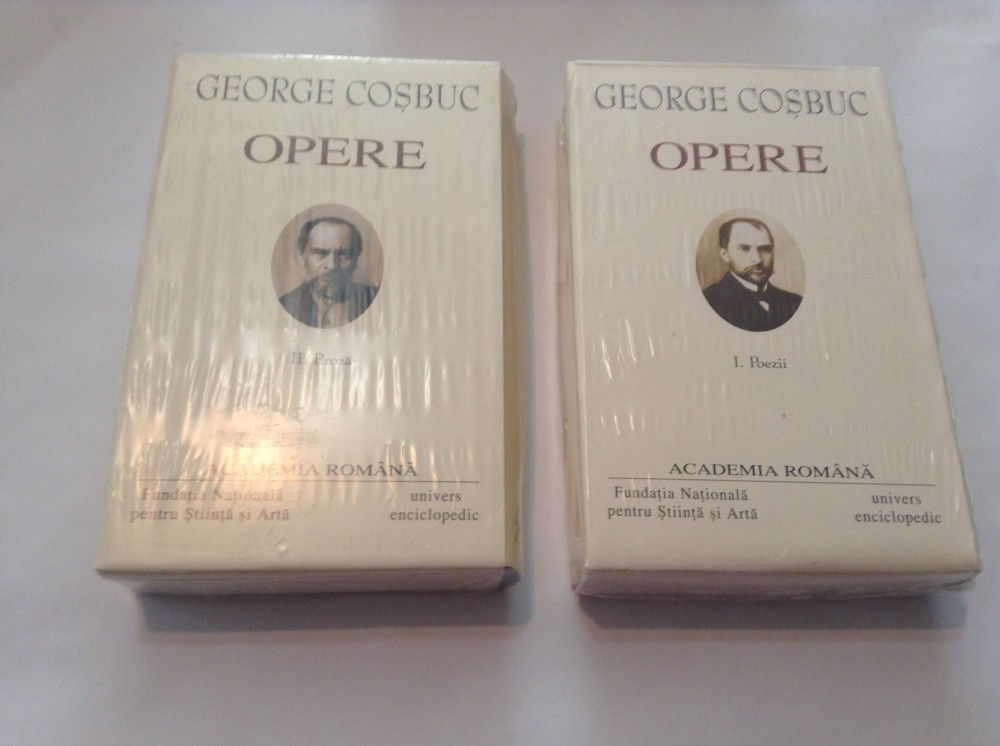 GEORGE COŞBUC
OPERE
II. Proză
ACADEMIA ROMÂNĂ
Fundaţia Naţională
pentru Ştiinţă şi Artă
univers
enciclopedic
GEORGE COŞBUC
OPERE
I. Poezii
ACADEMIA ROMÂNĂ
Fundaţia Naţională
pentru Ştiinţă şi Artă
univers
enciclopedic